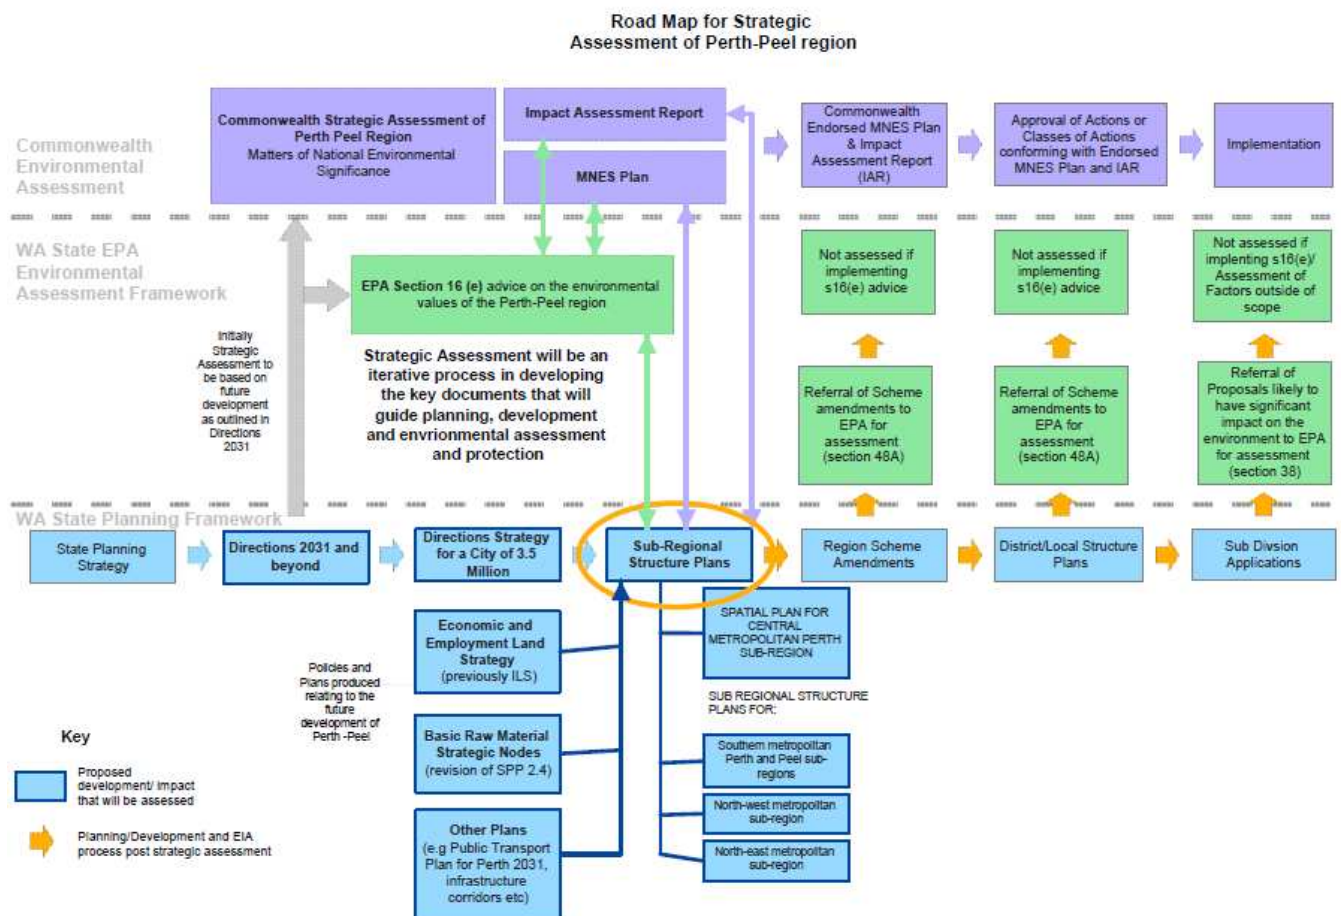 Road Map for Strategic
Assessment of Perth-Peel region
Commonwealth
Environmental
Assessment
Commonwealth Strategic Assessment of
Perth Peel Region
Matters of National Environmental
Significance
Impact Assessment Report
MNES Plan
Commonwealth
Endorsed MNES Plan
& Impact
Assessment Report
(IAR)
Approval of Actions or
Classes of Actions
conforming with Endorsed
MNES Plan and IAR
Implementation
WA State EPA
Environmental
Assessment Framework
EPA Section 16 (e) advice on the environmental
values of the Perth-Peel region
Not assessed if
implementing
s16(e) advice
Not assessed if
implementing
s16(e) advice
Not assessed if
implenting s16(e)/
Assessment of
Factors outside of
scope
Initially
Strategic
Assessment to
be based on
future
development
as outlined in
Directions
2031
Strategic Assessment will be an
iterative process in developing
the key documents that will
guide planning, development
and envrionmental assessment
and protection
Referral of Scheme
amendments to
EPA for
assessment
(section 48A)
Referral of Scheme
amendments to
EPA for
assessment
(section 48A)
Referral of
Proposals likely to
have significant
impact on the
environment to EPA
for assessment
(section 38)
WA State Planning Framework
State Planning
Strategy
Directions 2031 and
beyond
Directions Strategy
for a City of 3.5
Million
Sub-Regional
Structure Plans
Region Scheme
Amendments
District/Local Structure
Plans
Sub Divsion
Applications
Policies and
Plans produced
relating to the
future
development of
Perth -Peel
Economic and
Employment Land
Strategy
(previously ILS)
Basic Raw Material
Strategic Nodes
(revision of SPP 2.4)
Other Plans
(e.g Public Transport
Plan for Perth 2031,
infrastructure
corridors etc)
SPATIAL PLAN FOR
CENTRAL
METROPOLITAN PERTH
SUB-REGION
SUB REGIONAL STRUCTURE
PLANS FOR:
Southern metropolitan
Perth and Peel sub-
regions
North-west metropolitan
sub-region
North-east metropolitan
sub-region
Key
Proposed
development/ impact
that will be assessed
Planning/Development and EIA
process post strategic assessment